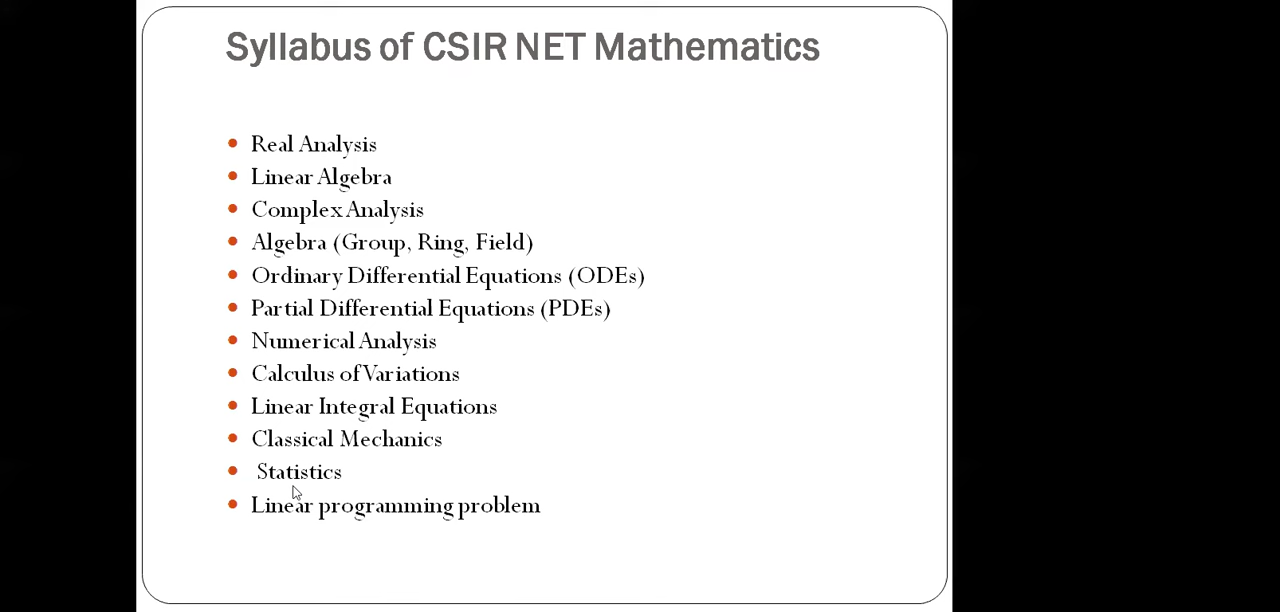 Syllabus of CSIR NET Mathematics
• Real Analysis
• Linear Algebra
• Complex Analysis
• Algebra (Group, Ring, Field)
• Ordinary Differential Equations (ODEs)
• Partial Differential Equations (PDEs)
• Numerical Analysis
• Calculus of Variations
• Linear Integral Equations
• Classical Mechanics
• Statistics
• Linear programming problem